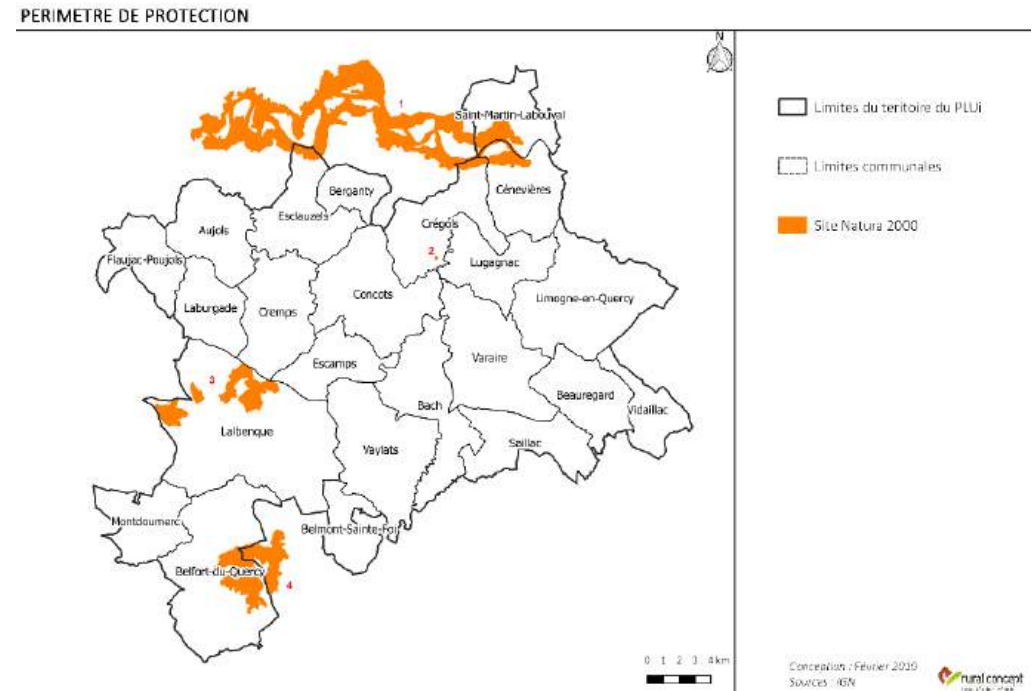 PERIMETRE DE PROTECTION
N
1
Saint-Martin-Labouval
Limites du teritoire du PLUi
Limites communales
Berganty
Cénevières
Esclauzels
Aujols
Crégols
Site Natura 2000
2
Flaujac-Poujols
Lugagnac
Concots
Limogne-en-Quercy
Laburgade
Cremps
Escamps
Varaire
3
Beauregard
Bach
Vidaillac
Lalbenque
Saillac
Vaylats
Montdoumerc
Belmont-Sainte-Foi
Belfort-du-Quercy
4
0 1 2 3 4 km
Conception : Février 2019
Sources : IGN
rural concept